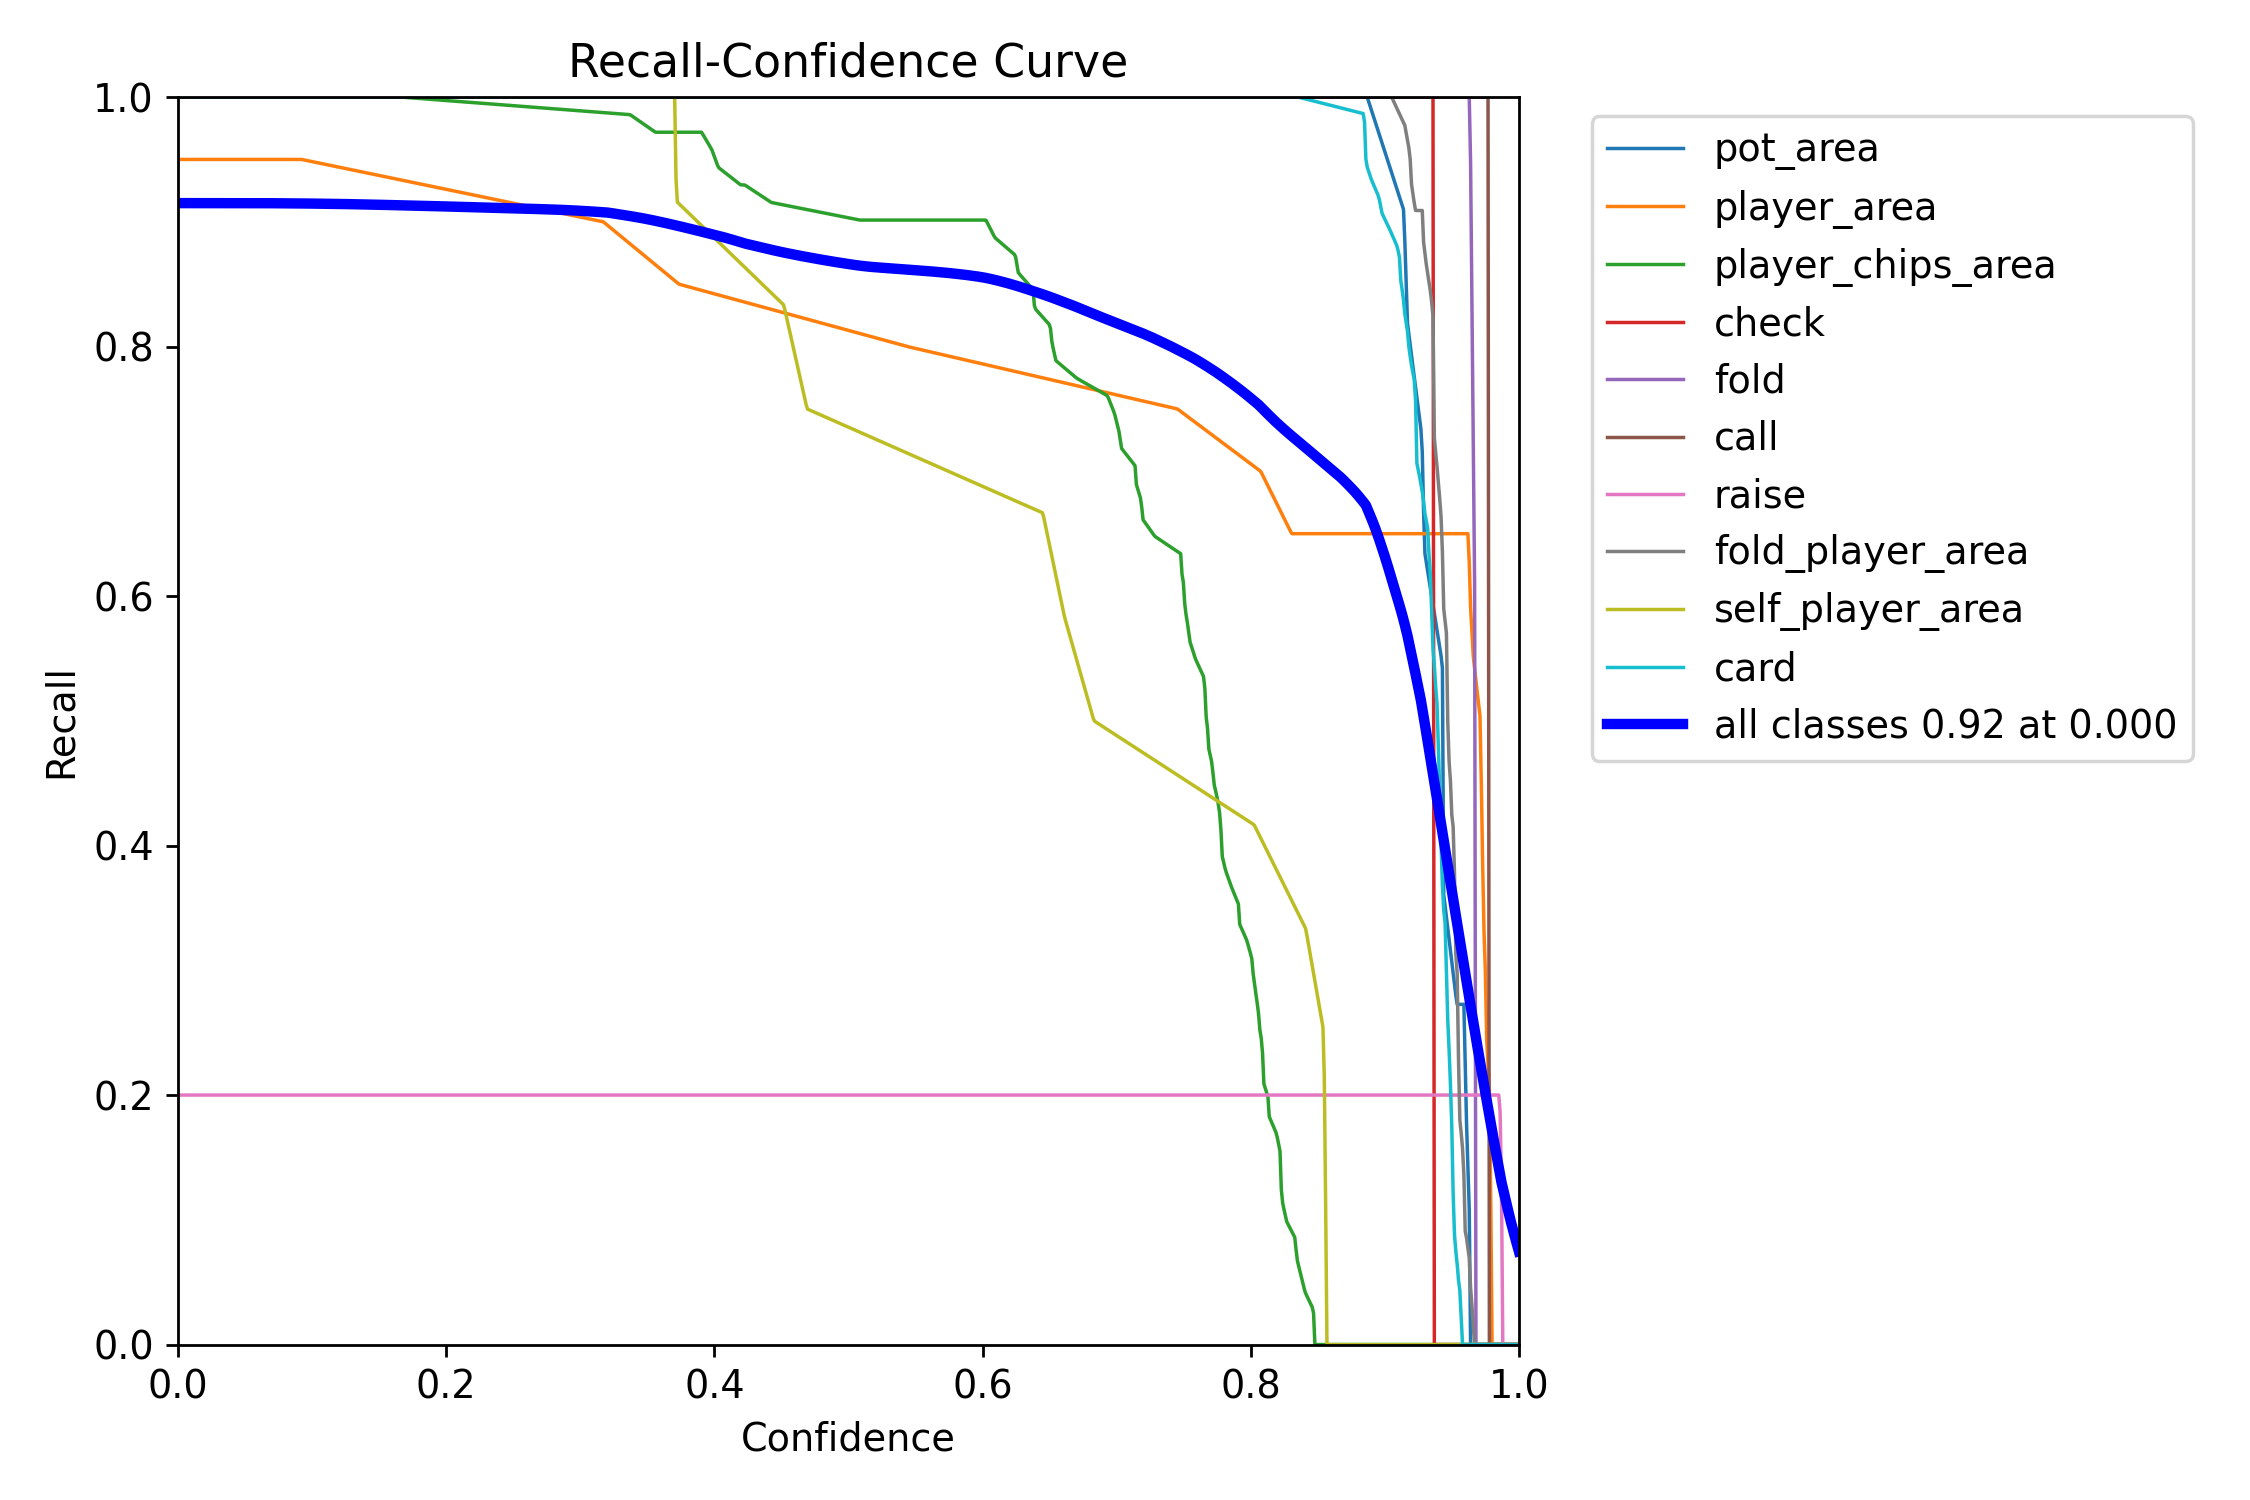 Recall-Confidence Curve
1.0
0.8
0.6
0.4
0.2
0.0
Recall
0.0 0.2 0.4 0.6 0.8 1.0
Confidence
pot_area
player_area
player_chips_area
check
fold
call
raise
fold_player_area
self_player_area
card
all classes 0.92 at 0.000